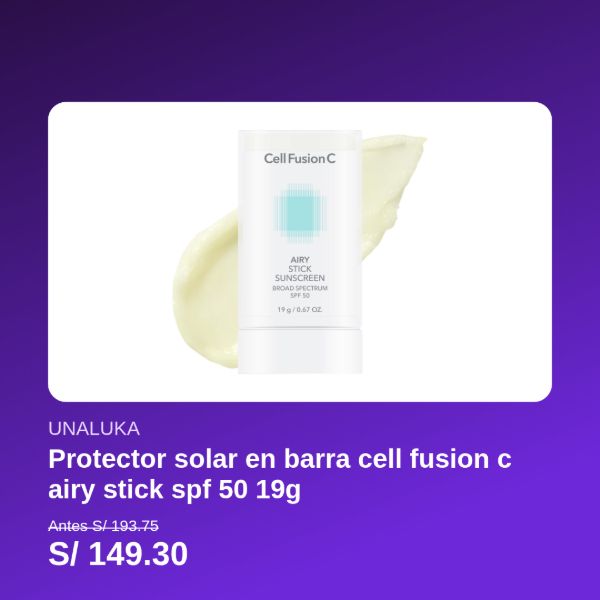 Cell Fusion C
AIRY
STICK
SUNSCREEN
BROAD SPECTRUM
SPF 50
19 g / 0.67 OZ.
UNALUKA
Protector solar en barra cell fusion c
airy stick spf 50 19g
Antes S/ 193.75
S/ 149.30